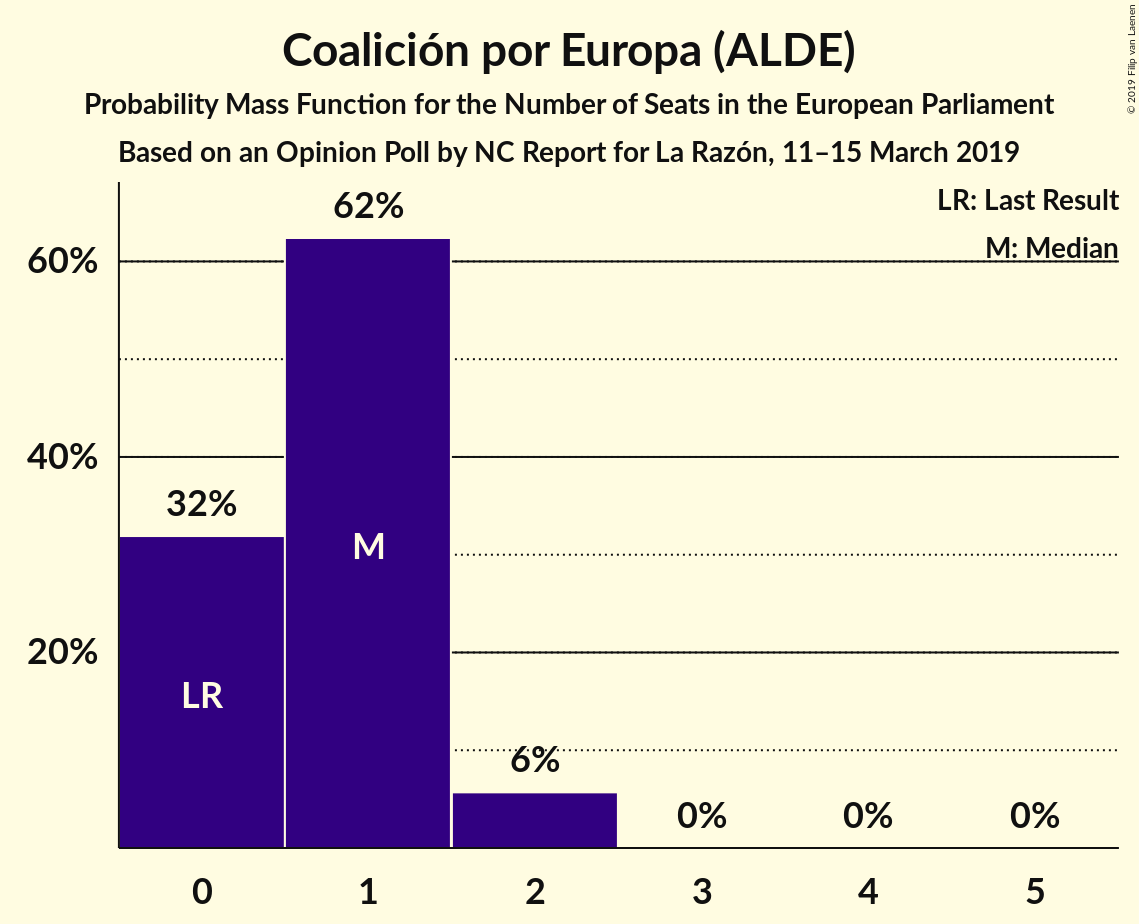 Coalición por Europa (ALDE)
Probability Mass Function for the Number of Seats in the European Parliament
Based on an Opinion Poll by NC Report for La Razón, 11–15 March 2019
© 2019 Filip van Laenen
LR: Last Result
M: Median
60%
40%
20%
62%
32%
6%
0%
0%
0%
M
LR
0
1
2
3
4
5